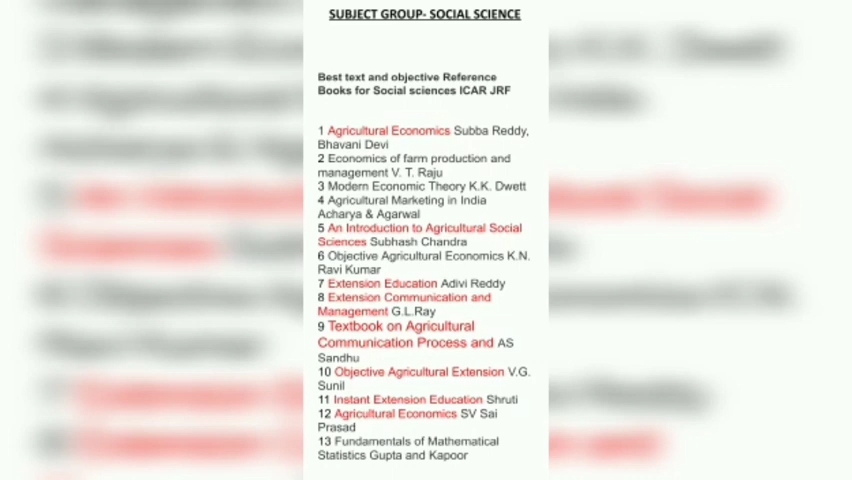 SUBJECT GROUP- SOCIAL SCIENCE
Best text and objective Reference
Books for Social sciences ICAR JRF
1 Agricultural Economics Subba Reddy,
Bhavani Devi
2 Economics of farm production and
management V. T. Raju
3 Modern Economic Theory K.K. Dwett
4 Agricultural Marketing in India
Acharya & Agarwal
5 An Introduction to Agricultural Social
Sciences Subhash Chandra
6 Objective Agricultural Economics K.N.
Ravi Kumar
7 Extension Education Adivi Reddy
8 Extension Communication and
Management G.L.Ray
9 Textbook on Agricultural
Communication Process and AS
Sandhu
10 Objective Agricultural Extension V.G.
Sunil
11 Instant Extension Education Shruti
12 Agricultural Economics SV Sai
Prasad
13 Fundamentals of Mathematical
Statistics Gupta and Kapoor